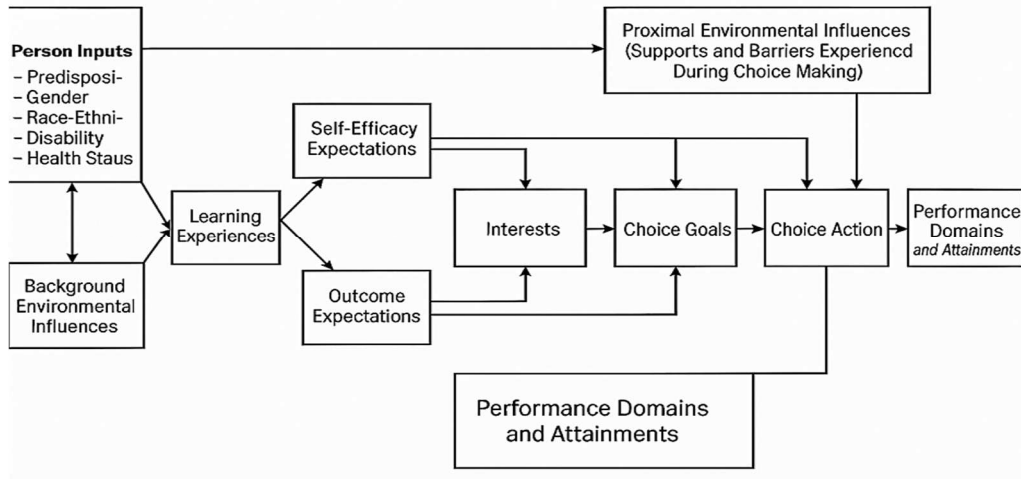 Person Inputs
– Predisposi-
– Gender
– Race-Ethni-
– Disability
– Health Staus
Proximal Environmental Influences
(Supports and Barriers Experiencd
During Choice Making)
Self-Efficacy
Expectations
Learning
Experiences
Interests
Choice Goals
Choice Action
Performance
Domains
and Attainments
Background
Environmental
Influences
Outcome
Expectations
Performance Domains
and Attainments